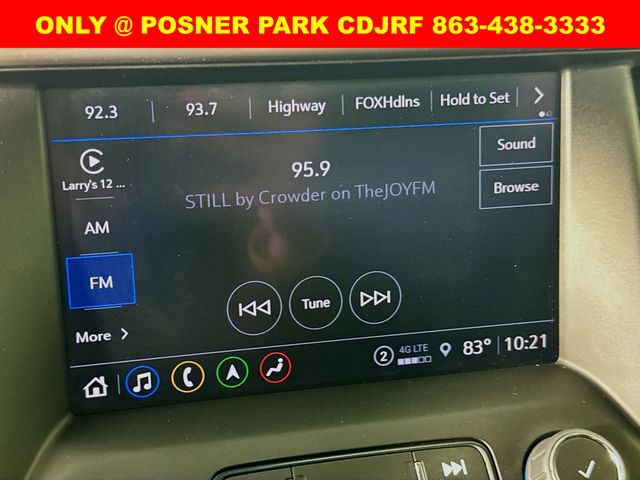 ONLY @ POSNER PARK CDJRF 863-438-3333
92.3 93.7 Highway FOXHdlns Hold to Set
Larry's 12 ...
95.9
Sound
STILL by Crowder on TheJOYFM
Browse
AM
FM
Tune
More
2 4G LTE 83° 10:21